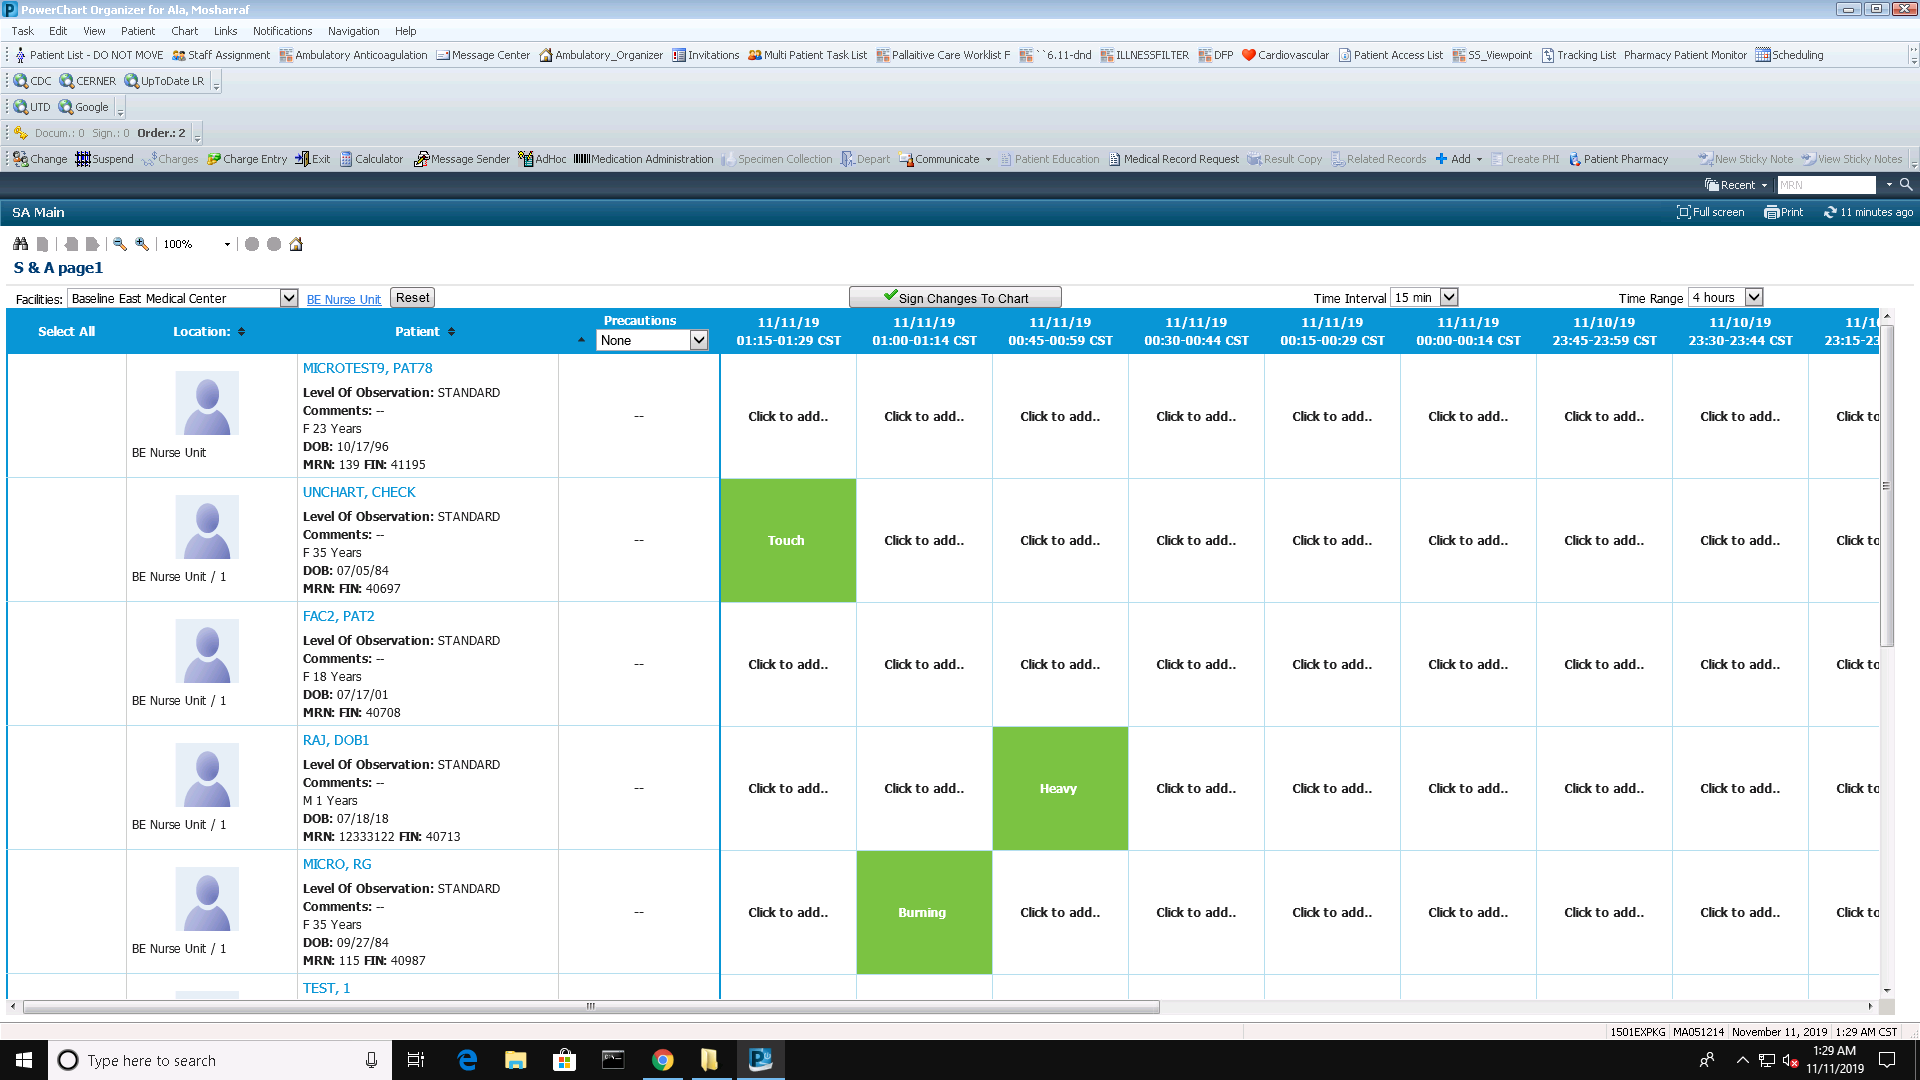 PowerChart Organizer for Ala, Mosharraf
Task Edit View Patient Chart Links Notifications Navigation Help
Patient List - DO NOT MOVE Staff Assignment Ambulatory Anticoagulation Message Center Ambulatory_Organizer Invitations Multi Patient Task List Pallaitive Care Worklist F ``6.11-dnd ILLNESSFILTER DFP Cardiovascular Patient Access List SS_Viewpoint Tracking List Pharmacy Patient Monitor Scheduling
CDC CERNER UpToDate LR
UTD Google
Docum.: 0 Sign.: 0 Order.: 2
Change Suspend Charges Charge Entry Exit Calculator Message Sender AdHoc Medication Administration Specimen Collection Depart Communicate Patient Education Medical Record Request Result Copy Related Records Add Create PHI Patient Pharmacy New Sticky Note View Sticky Notes
Recent MRN
SA Main Full screen Print 11 minutes ago
100%
S & A page1
Facilities: Baseline East Medical Center BE Nurse Unit Reset Sign Changes To Chart Time Interval 15 min Time Range 4 hours
Select All Location: Patient Precautions None
11/11/19 11/11/19 11/11/19 11/11/19 11/11/19 11/11/19 11/10/19 11/10/19 11/1
01:15-01:29 CST 01:00-01:14 CST 00:45-00:59 CST 00:30-00:44 CST 00:15-00:29 CST 00:00-00:14 CST 23:45-23:59 CST 23:30-23:44 CST 23:15-23
MICROTEST9, PAT78
Level Of Observation: STANDARD
Comments: --
F 23 Years
DOB: 10/17/96
MRN: 139 FIN: 41195
BE Nurse Unit
-- Click to add.. Click to add.. Click to add.. Click to add.. Click to add.. Click to add.. Click to add.. Click to add.. Click to
UNCHART, CHECK
Level Of Observation: STANDARD
Comments: --
F 35 Years
DOB: 07/05/84
MRN: FIN: 40697
BE Nurse Unit / 1
-- Touch Click to add.. Click to add.. Click to add.. Click to add.. Click to add.. Click to add.. Click to add.. Click to
FAC2, PAT2
Level Of Observation: STANDARD
Comments: --
F 18 Years
DOB: 07/17/01
MRN: FIN: 40708
BE Nurse Unit / 1
-- Click to add.. Click to add.. Click to add.. Click to add.. Click to add.. Click to add.. Click to add.. Click to add.. Click to
RAJ, DOB1
Level Of Observation: STANDARD
Comments: --
M 1 Years
DOB: 07/18/18
MRN: 12333122 FIN: 40713
BE Nurse Unit / 1
-- Click to add.. Click to add.. Heavy Click to add.. Click to add.. Click to add.. Click to add.. Click to add.. Click to
MICRO, RG
Level Of Observation: STANDARD
Comments: --
F 35 Years
DOB: 09/27/84
MRN: 115 FIN: 40987
BE Nurse Unit / 1
-- Click to add.. Burning Click to add.. Click to add.. Click to add.. Click to add.. Click to add.. Click to add.. Click to
TEST, 1
1501EXPKG MA051214 November 11, 2019 1:29 AM CST
Type here to search
1:29 AM
11/11/2019